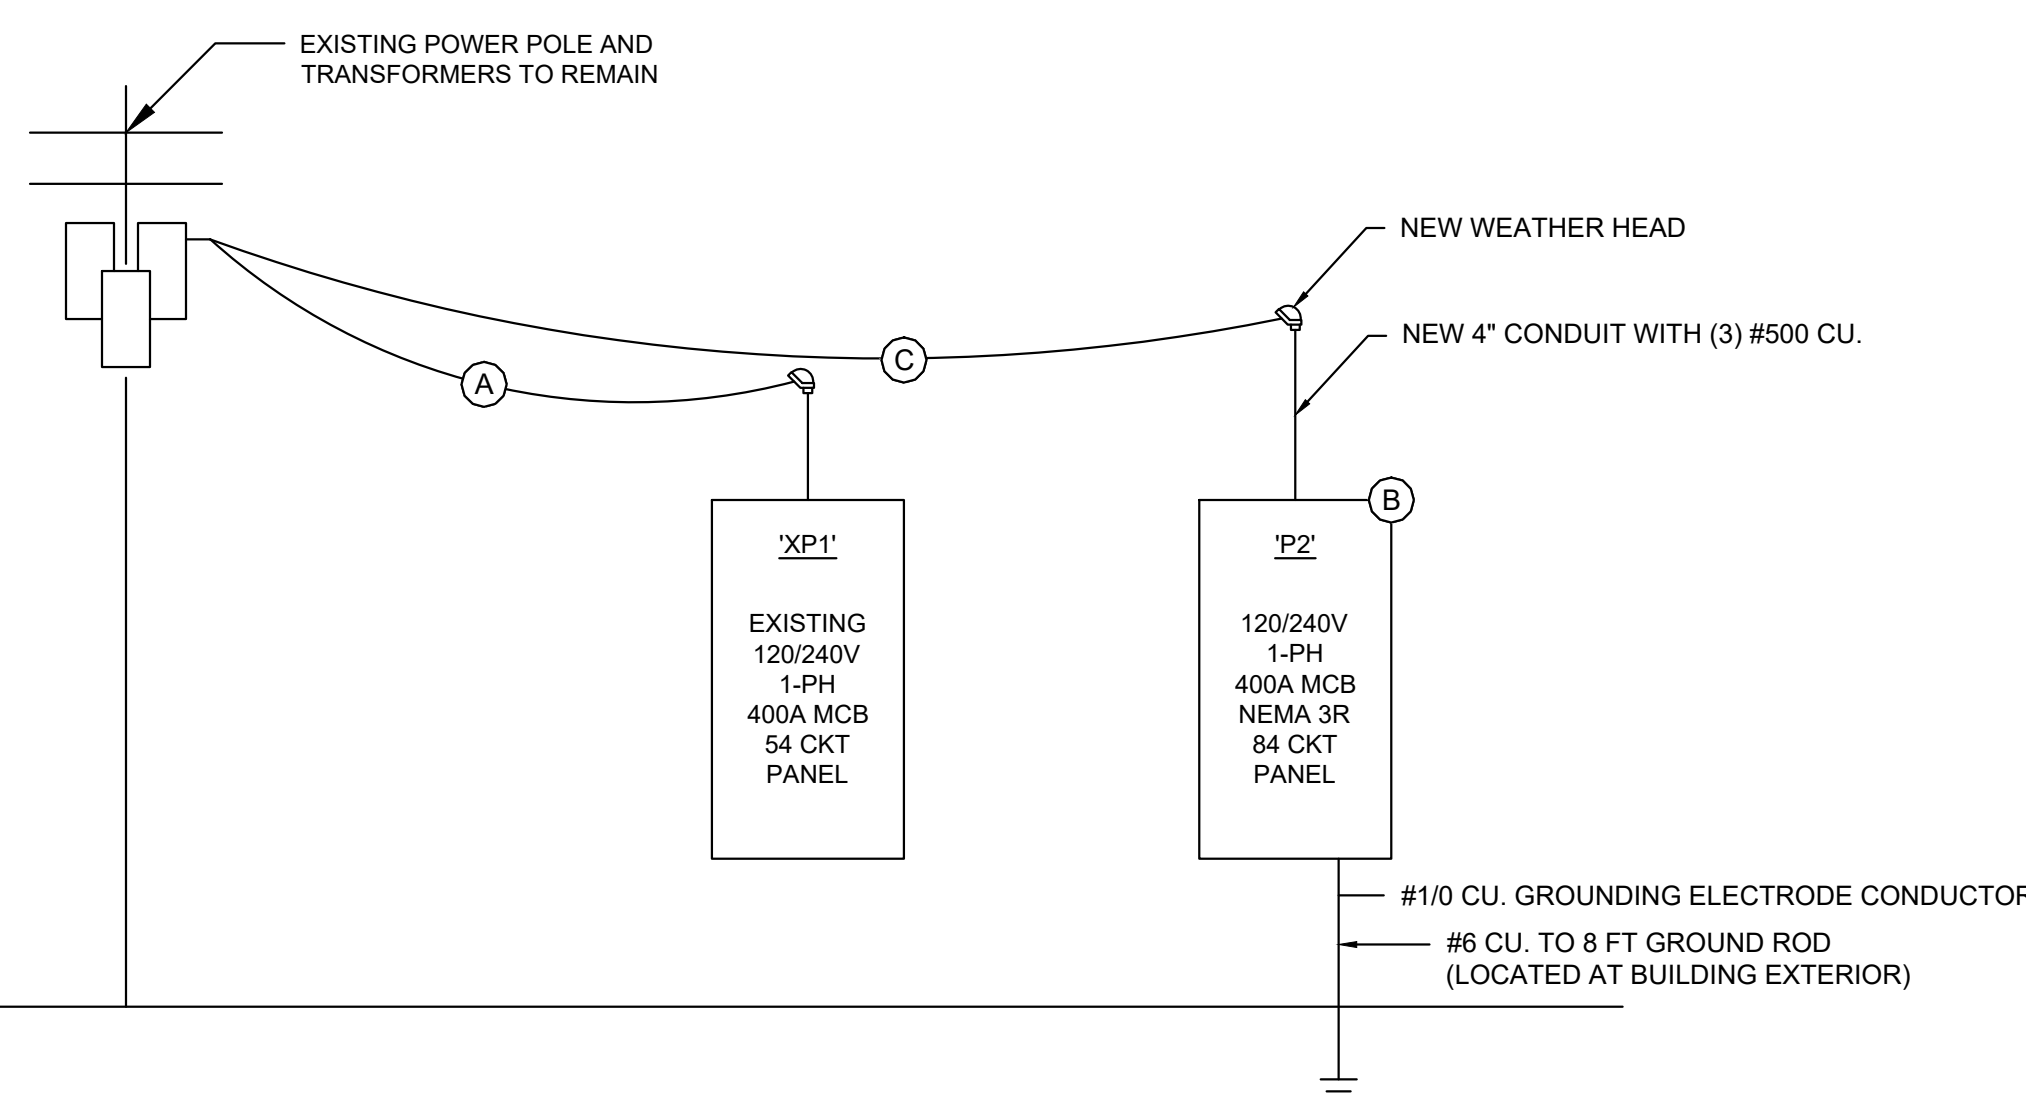 EXISTING POWER POLE AND
TRANSFORMERS TO REMAIN
NEW WEATHER HEAD
NEW 4" CONDUIT WITH (3) #500 CU.
C
A
B
'XP1'
EXISTING
120/240V
1-PH
400A MCB
54 CKT
PANEL
'P2'
120/240V
1-PH
400A MCB
NEMA 3R
84 CKT
PANEL
#1/0 CU. GROUNDING ELECTRODE CONDUCTOR
#6 CU. TO 8 FT GROUND ROD
(LOCATED AT BUILDING EXTERIOR)